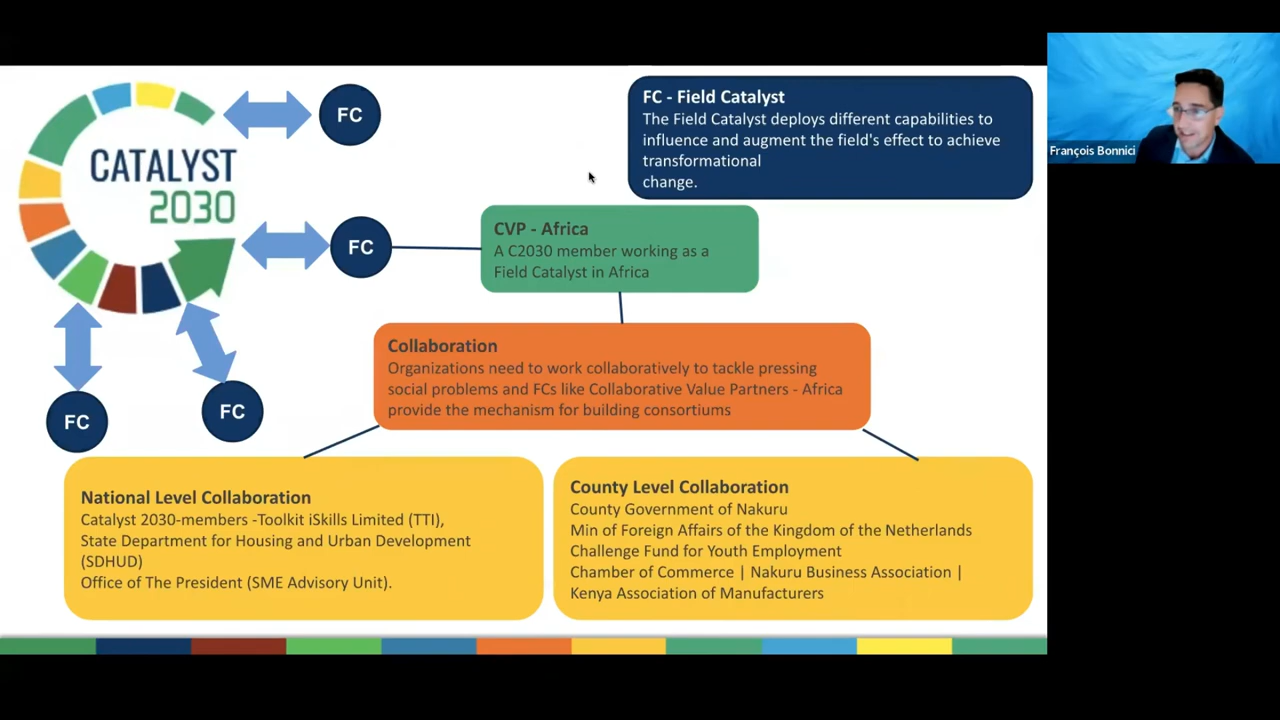 CATALYST
2030
FC
FC
FC
FC
FC - Field Catalyst
The Field Catalyst deploys different capabilities to
influence and augment the field's effect to achieve
transformational
change.
François Bonnici
CVP - Africa
A C2030 member working as a
Field Catalyst in Africa
Collaboration
Organizations need to work collaboratively to tackle pressing
social problems and FCs like Collaborative Value Partners - Africa
provide the mechanism for building consortiums
National Level Collaboration
Catalyst 2030-members -Toolkit iSkills Limited (TTI),
State Department for Housing and Urban Development
(SDHUD)
Office of The President (SME Advisory Unit).
County Level Collaboration
County Government of Nakuru
Min of Foreign Affairs of the Kingdom of the Netherlands
Challenge Fund for Youth Employment
Chamber of Commerce | Nakuru Business Association |
Kenya Association of Manufacturers